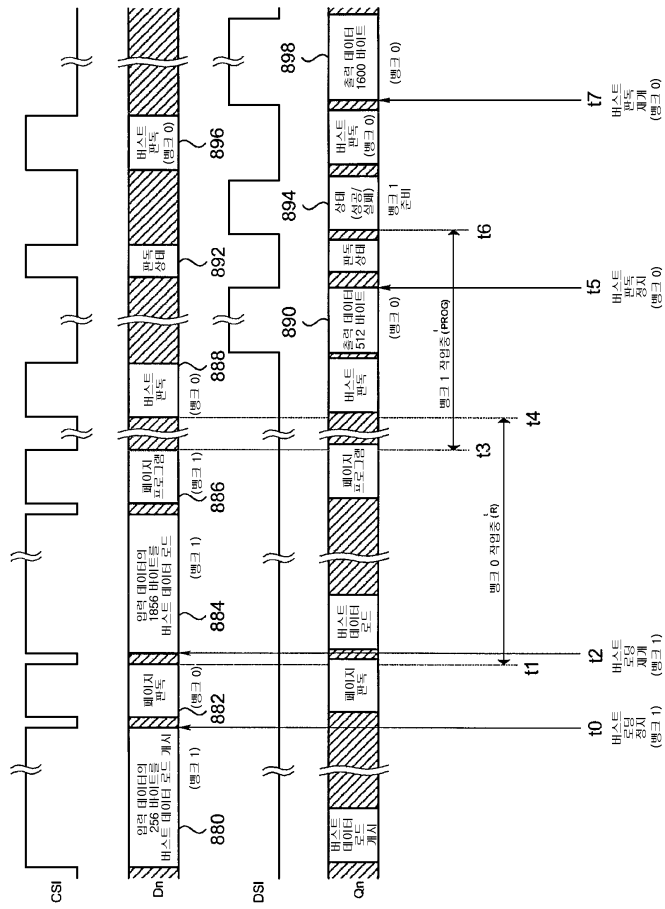 CSI
Dn
입력 데이터의
256 바이트를
버스트 데이터 로드 개시
(뱅크 1)
880
페이지
판독
(뱅크 0)
882
입력 데이터의
1856 바이트를
버스트 데이터 로드
(뱅크 1)
884
페이지
프로그램
(뱅크 1)
886
버스트
판독
(뱅크 0)
888
판독
상태
892
버스트
판독
(뱅크 0)
896
DSI
Qn
버스트
데이터
로드
개시
페이지
판독
버스트
데이터
로드
페이지
프로그램
버스트
판독
출력 데이터
512 바이트
(뱅크 0)
890
판독
상태
상태
(성공/
실패)
894
뱅크 1
준비
버스트
판독
(뱅크 0)
출력 데이터
1600 바이트
(뱅크 0)
898
뱅크 0 작업중 (tR)
뱅크 1 작업중 (tPROG)
t0
버스트
로딩
정지
(뱅크 1)
t1
t2
버스트
로딩
재개
(뱅크 1)
t3
t4
t5
버스트
판독
정지
(뱅크 0)
t6
t7
버스트
판독
재개
(뱅크 0)